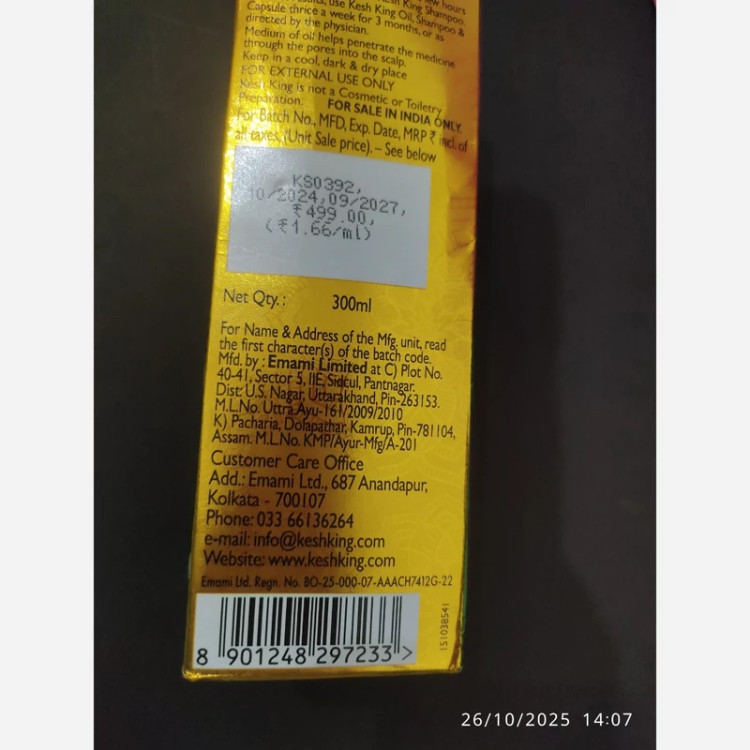 few hours
use Kesh King Oil, Shampoo &
Capsule thrice a week for 3 months, or as
directed by the physician.
Medium of oil helps penetrate the medicine
through the pores into the scalp.
Keep in a cool, dark & dry place
FOR EXTERNAL USE ONLY
Kesh King is not a Cosmetic or Toiletry
Preparation. FOR SALE IN INDIA ONLY.
For Batch No., MFD, Exp. Date, MRP ₹ incl. of
all taxes, (Unit Sale price). – See below
KS0392,
10/2024,09/2027,
₹499.00,
(₹1.66/ml)
Net Qty.: 300ml
For Name & Address of the Mfg. unit, read
the first character(s) of the batch code.
Mfd. by : Emami Limited at C) Plot No.
40-41, Sector 5, IIE, Sidcul, Pantnagar.
Dist: U.S. Nagar, Uttarakhand, Pin-263153.
M.L.No. Uttra.Ayu-161/2009/2010
K) Pacharia, Dolapathar, Kamrup, Pin-781104,
Assam. M.L.No. KMP/Ayur-Mfg/A-201
Customer Care Office
Add.: Emami Ltd., 687 Anandapur,
Kolkata - 700107
Phone: 033 66136264
e-mail: info@keshking.com
Website: www.keshking.com
Emami Ltd. Regn. No. BO-25-000-07-AAACH7412G-22
8 901248 297233 >
151038541
26/10/2025 14:07